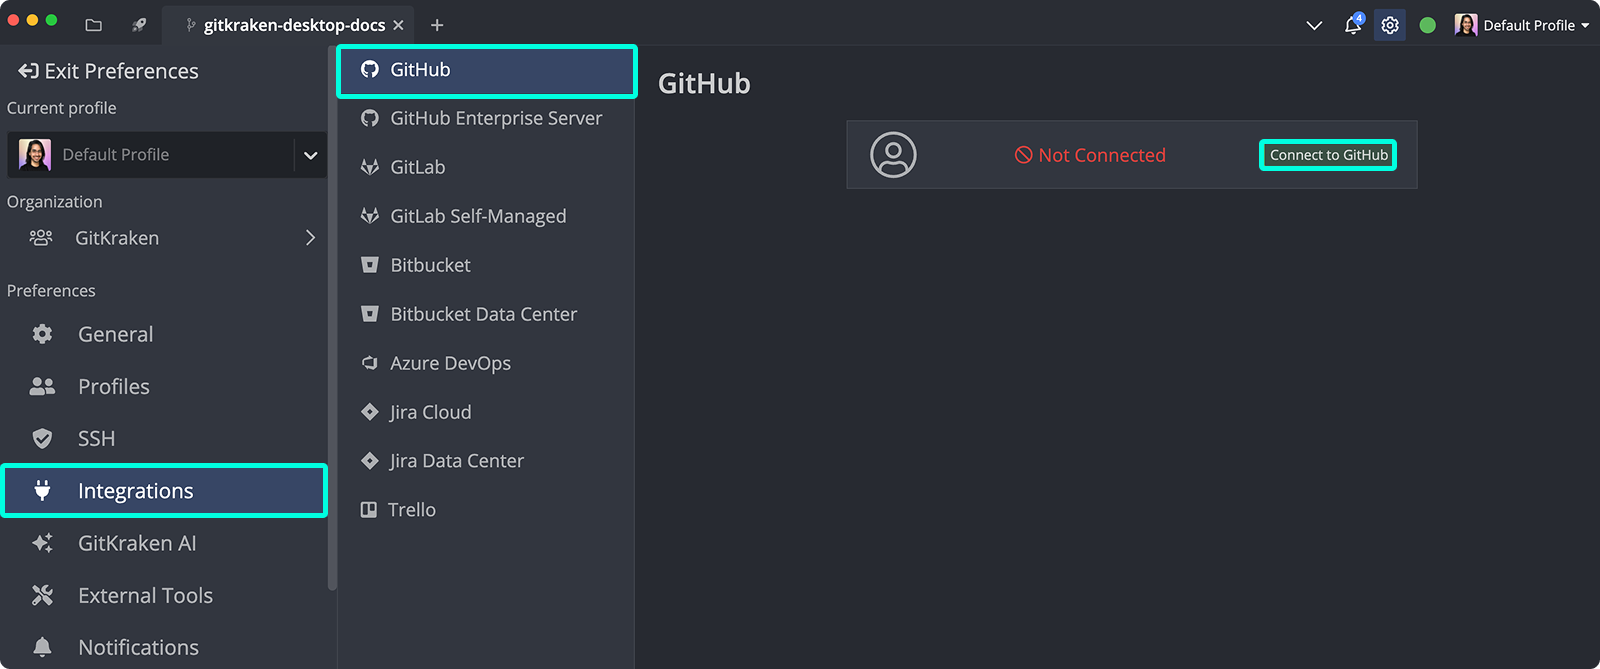 gitkraken-desktop-docs
4
Default Profile
Exit Preferences
Current profile
Default Profile
Organization
GitKraken
Preferences
General
Profiles
SSH
Integrations
GitKraken AI
External Tools
Notifications
GitHub
GitHub Enterprise Server
GitLab
GitLab Self-Managed
Bitbucket
Bitbucket Data Center
Azure DevOps
Jira Cloud
Jira Data Center
Trello
GitHub
Not Connected
Connect to GitHub